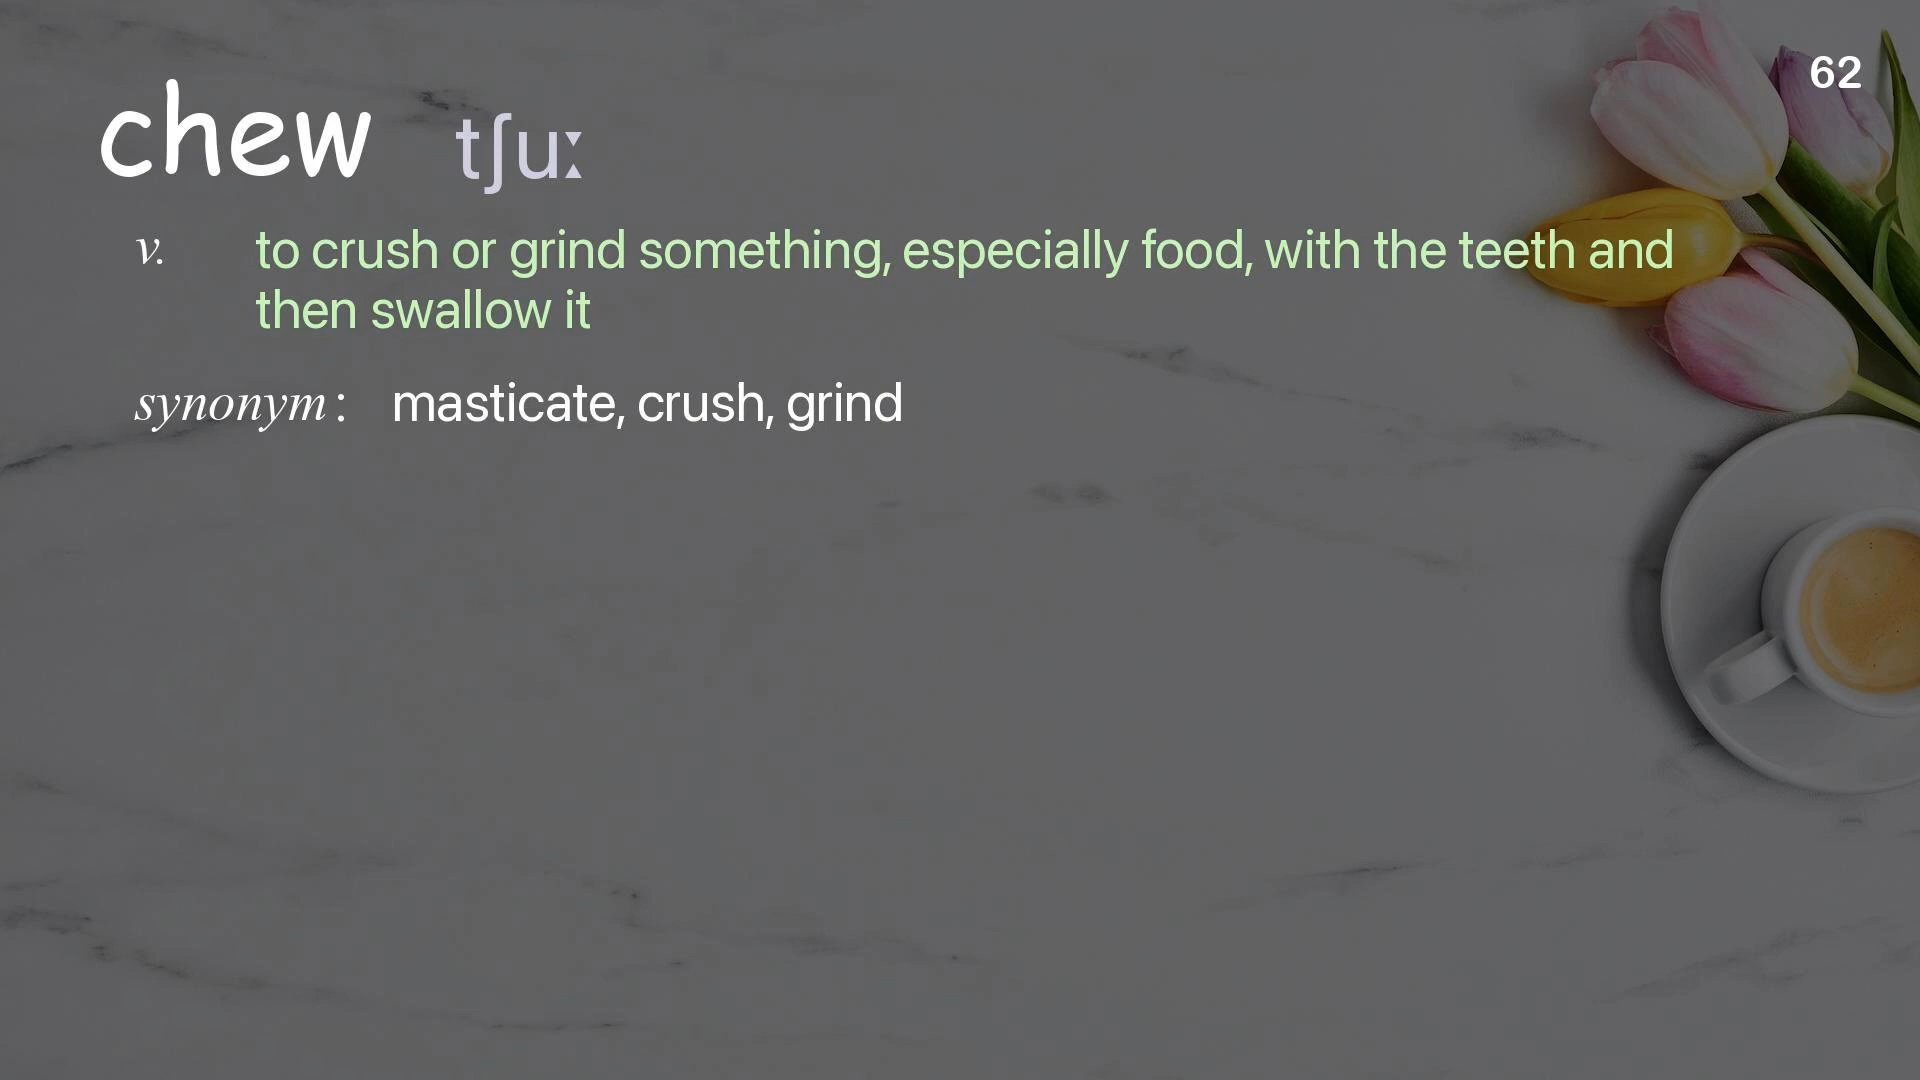 62
chew tʃuː
v. to crush or grind something, especially food, with the teeth and
then swallow it
synonym : masticate, crush, grind